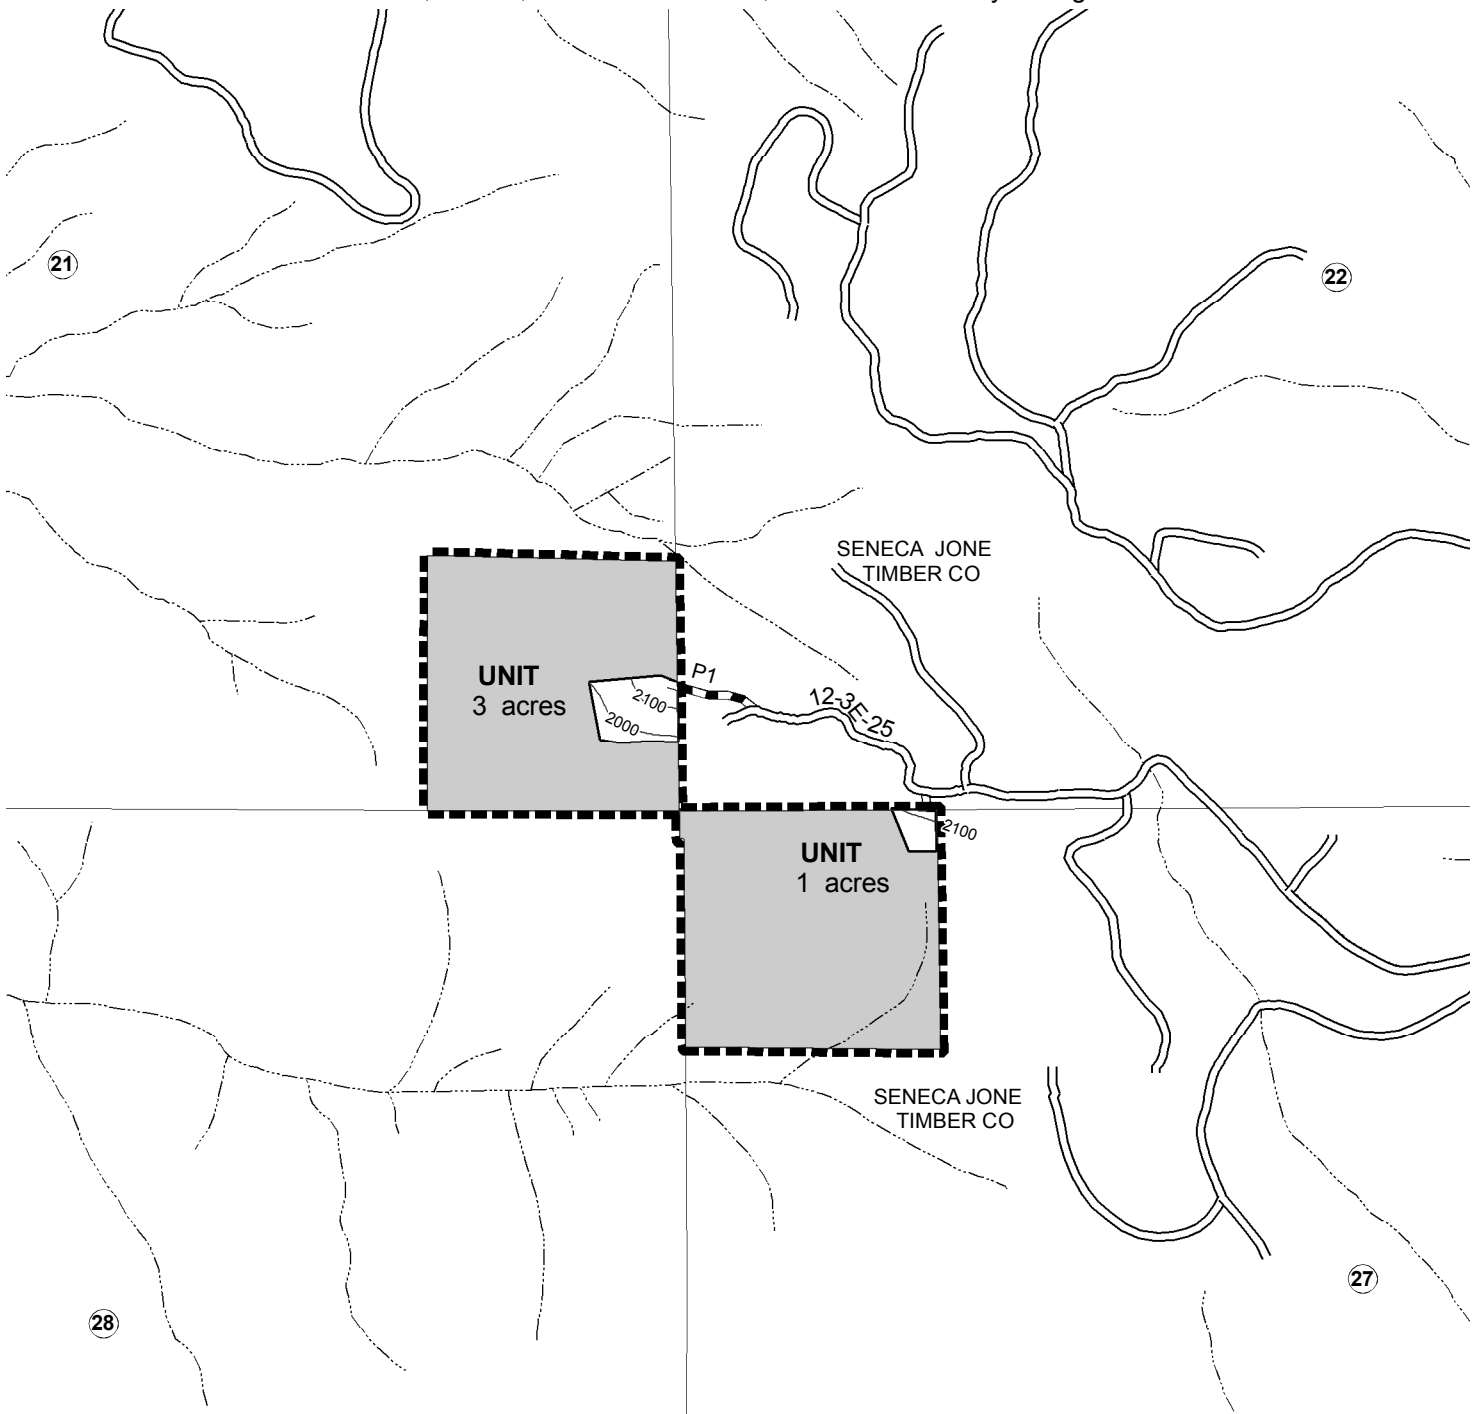 21
22
SENECA JONE
TIMBER CO
UNIT
3 acres
P1
2100
2000
12-3E-25
2100
UNIT
1 acres
SENECA JONE
TIMBER CO
27
28